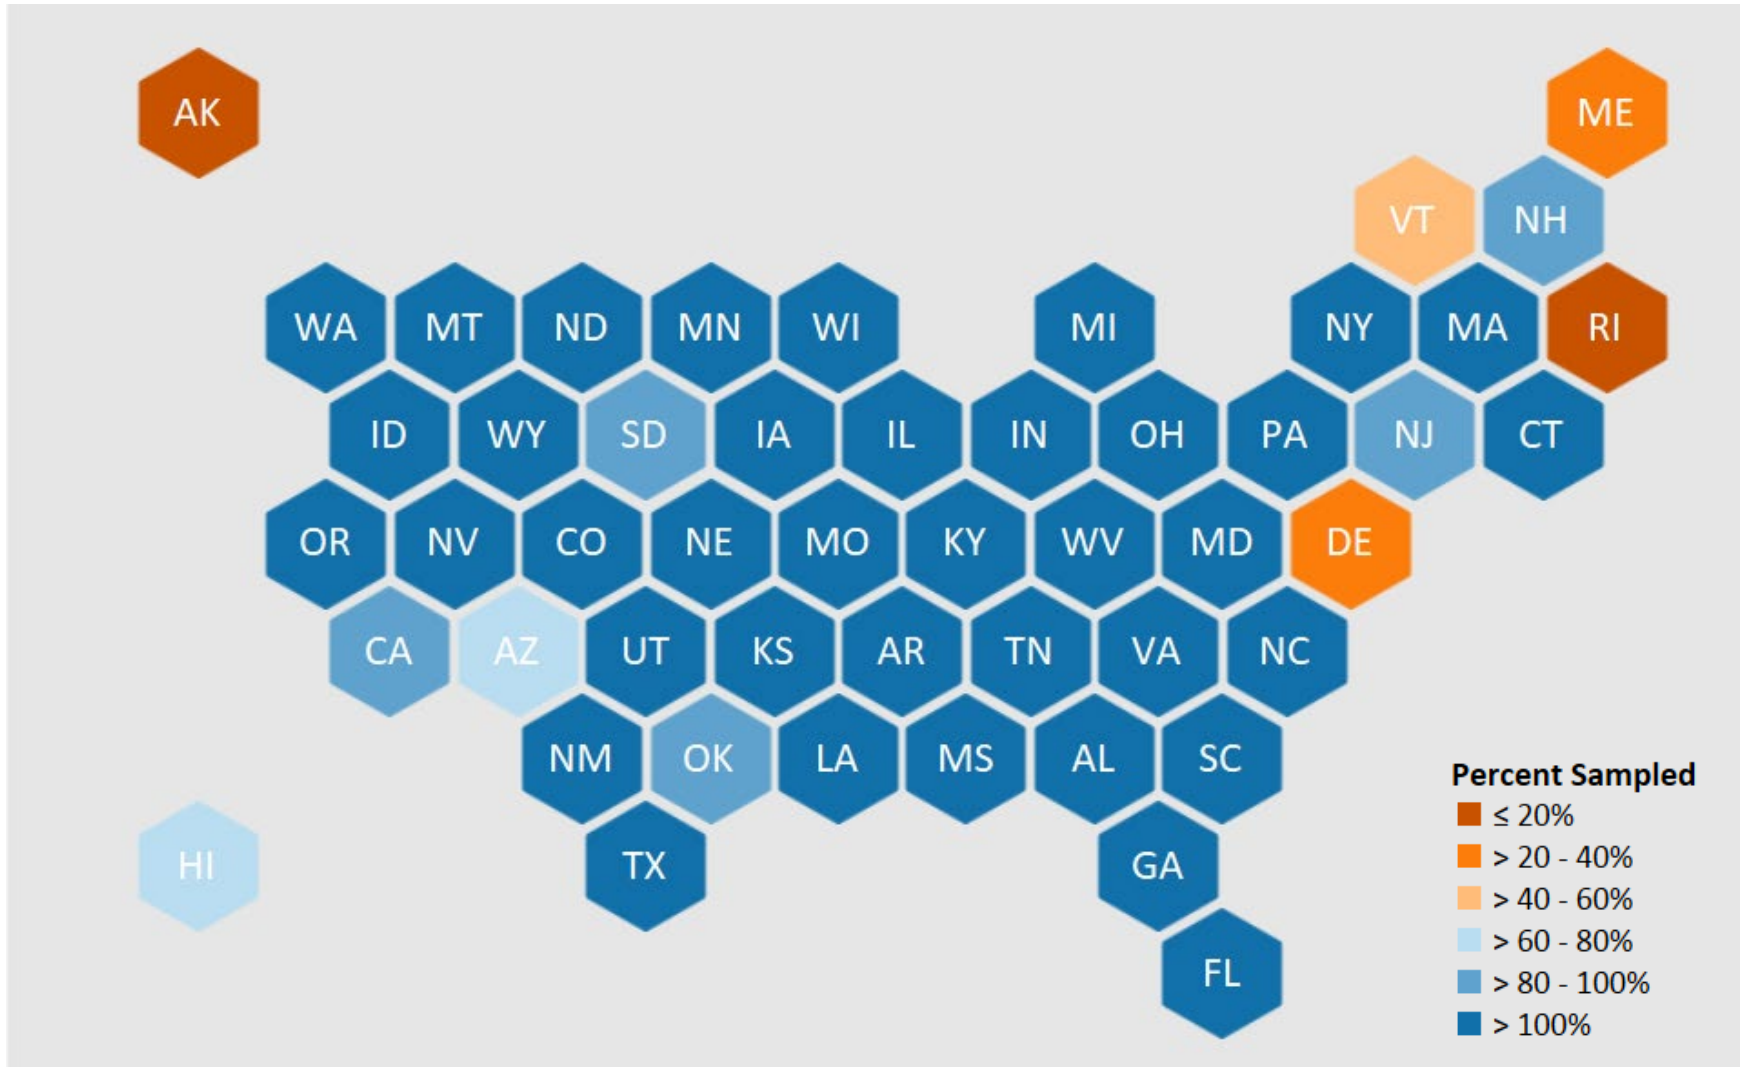 AK
ME
VT
NH
WA
MT
ND
MN
WI
MI
NY
MA
RI
ID
WY
SD
IA
IL
IN
OH
PA
NJ
CT
OR
NV
CO
NE
MO
KY
WV
MD
DE
CA
AZ
UT
KS
AR
TN
VA
NC
NM
OK
LA
MS
AL
SC
HI
TX
GA
FL
Percent Sampled
≤ 20%
> 20 - 40%
> 40 - 60%
> 60 - 80%
> 80 - 100%
> 100%